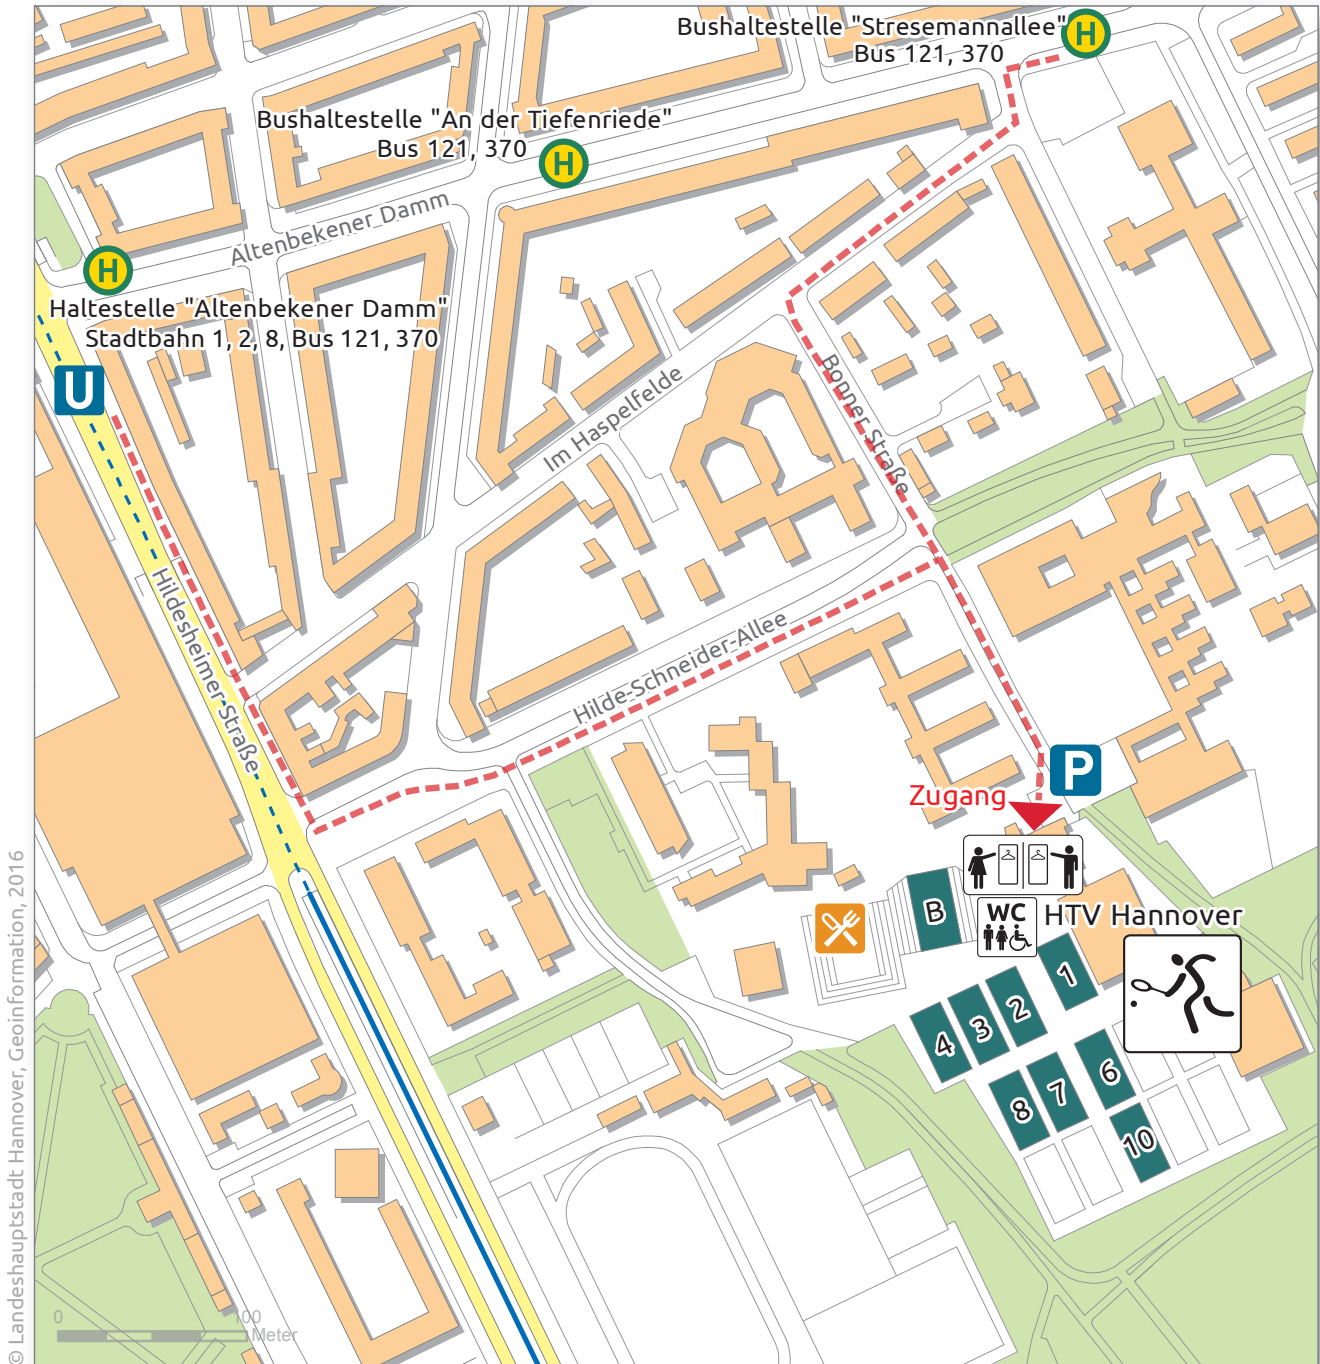 Bushaltestelle "Stresemannallee"
Bus 121, 370
H
Bushaltestelle "An der Tiefenriede"
Bus 121, 370
H
Altenbekener Damm
H
Haltestelle "Altenbekener Damm"
Stadtbahn 1, 2, 8, Bus 121, 370
U
Im Haspelfelde
Bonner Straße
Hildesheimer Straße
Hilde-Schneider-Allee
P
Zugang
B
WC
HTV Hannover
1
2
3
4
6
7
8
10
0 100
Meter
© Landeshauptstadt Hannover, Geoinformation, 2016